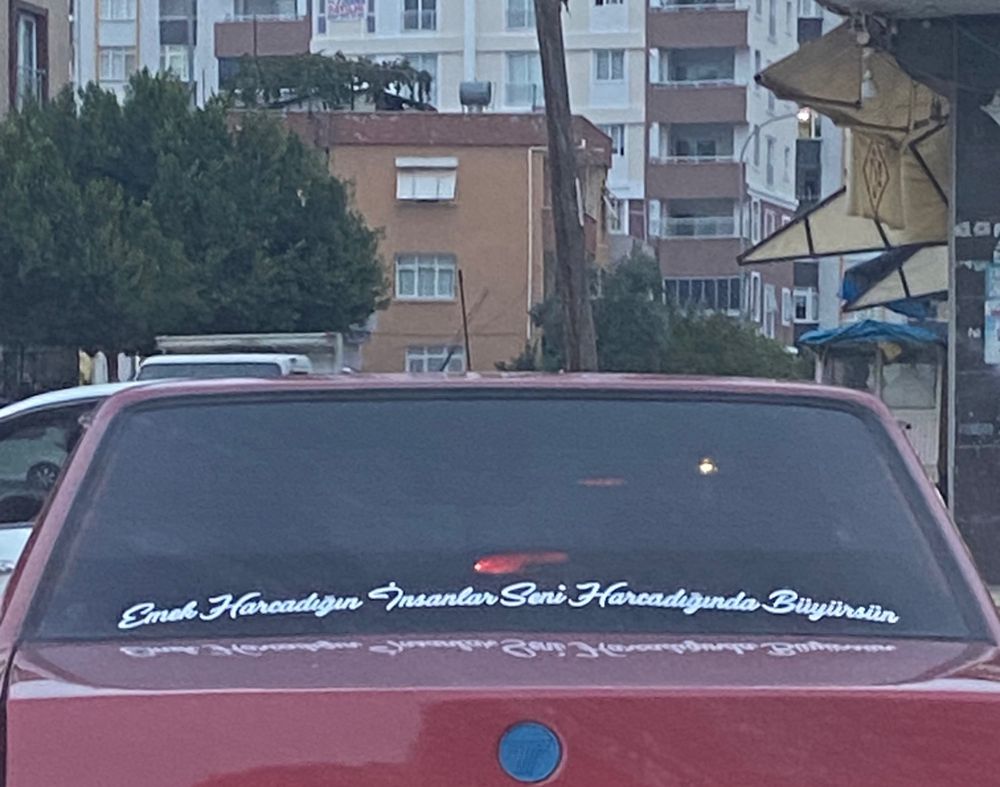 Emek Harcadığın İnsanlar Seni Harcadığında Büyürsün